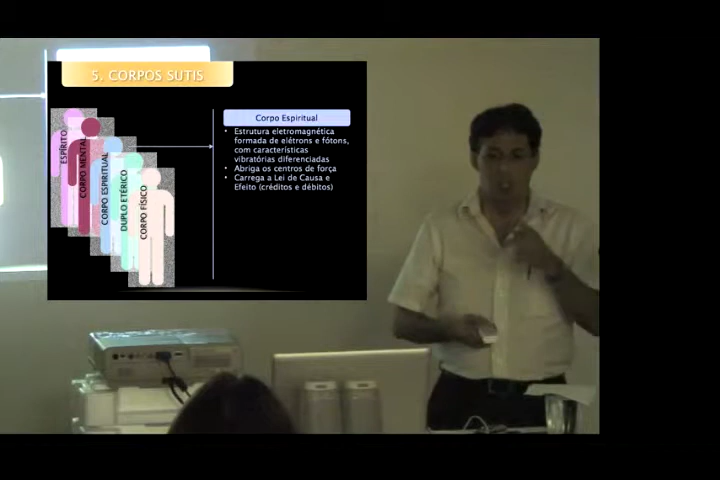 5. CORPOS SUTIS
ESPÍRITO
CORPO MENTAL
CORPO ESPIRITUAL
DUPLO ETÉRICO
CORPO FÍSICO
Corpo Espiritual
• Estrutura eletromagnética
formada de elétrons e fótons,
com características
vibratórias diferenciadas
• Abriga os centros de força
• Carrega a Lei de Causa e
Efeito (créditos e débitos)